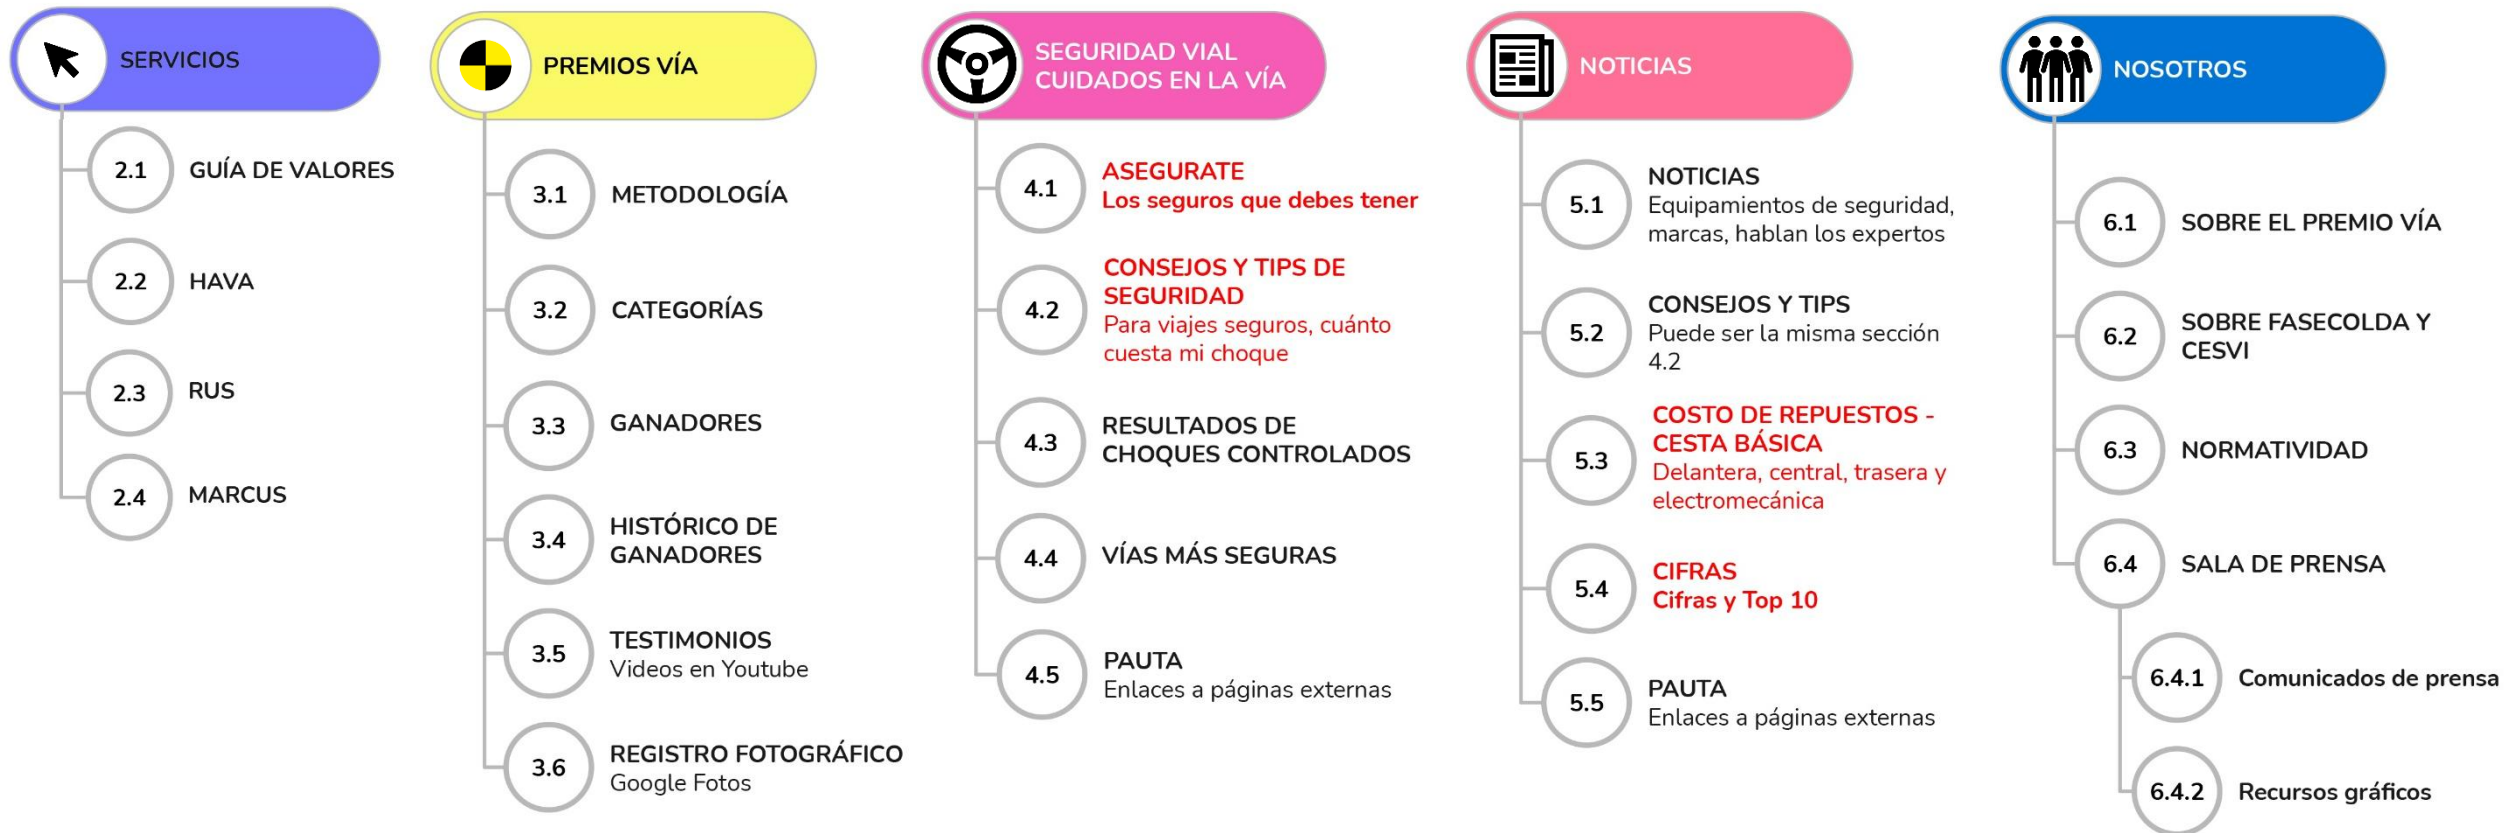 SERVICIOS
2.1
GUÍA DE VALORES
2.2
HAVA
2.3
RUS
2.4
MARCUS
PREMIOS VÍA
3.1
METODOLOGÍA
3.2
CATEGORÍAS
3.3
GANADORES
3.4
HISTÓRICO DE
GANADORES
3.5
TESTIMONIOS
Videos en Youtube
3.6
REGISTRO FOTOGRÁFICO
Google Fotos
SEGURIDAD VIAL
CUIDADOS EN LA VÍA
4.1
ASEGURATE
Los seguros que debes tener
4.2
CONSEJOS Y TIPS DE
SEGURIDAD
Para viajes seguros, cuánto
cuesta mi choque
4.3
RESULTADOS DE
CHOQUES CONTROLADOS
4.4
VÍAS MÁS SEGURAS
4.5
PAUTA
Enlaces a páginas externas
NOTICIAS
5.1
NOTICIAS
Equipamientos de seguridad,
marcas, hablan los expertos
5.2
CONSEJOS Y TIPS
Puede ser la misma sección
4.2
5.3
COSTO DE REPUESTOS -
CESTA BÁSICA
Delantera, central, trasera y
electromecánica
5.4
CIFRAS
Cifras y Top 10
5.5
PAUTA
Enlaces a páginas externas
NOSOTROS
6.1
SOBRE EL PREMIO VÍA
6.2
SOBRE FASECOLDA Y
CESVI
6.3
NORMATIVIDAD
6.4
SALA DE PRENSA
6.4.1
Comunicados de prensa
6.4.2
Recursos gráficos